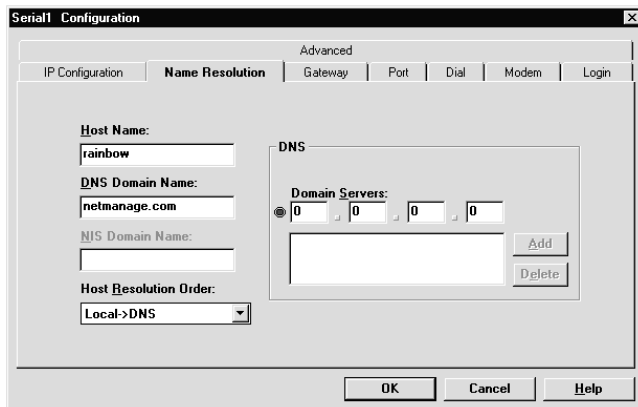 Serial1 Configuration
Advanced
IP Configuration Name Resolution Gateway Port Dial Modem Login
Host Name:
rainbow
DNS Domain Name:
netmanage.com
NIS Domain Name:
Host Resolution Order:
Local->DNS
DNS
Domain Servers:
0 . 0 . 0 . 0
Add
Delete
OK Cancel Help